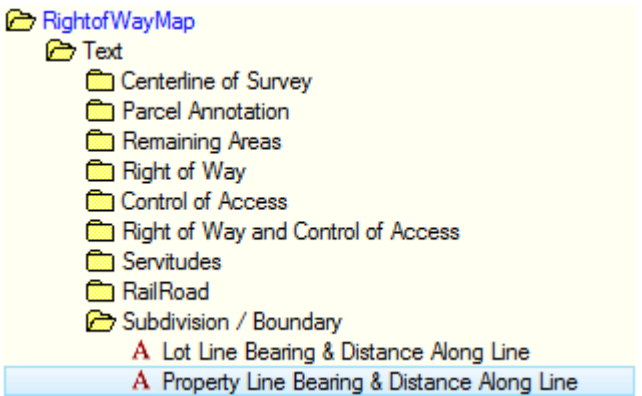 RightofWayMap
Text
Centerline of Survey
Parcel Annotation
Remaining Areas
Right of Way
Control of Access
Right of Way and Control of Access
Servitudes
RailRoad
Subdivision / Boundary
A Lot Line Bearing & Distance Along Line
A Property Line Bearing & Distance Along Line